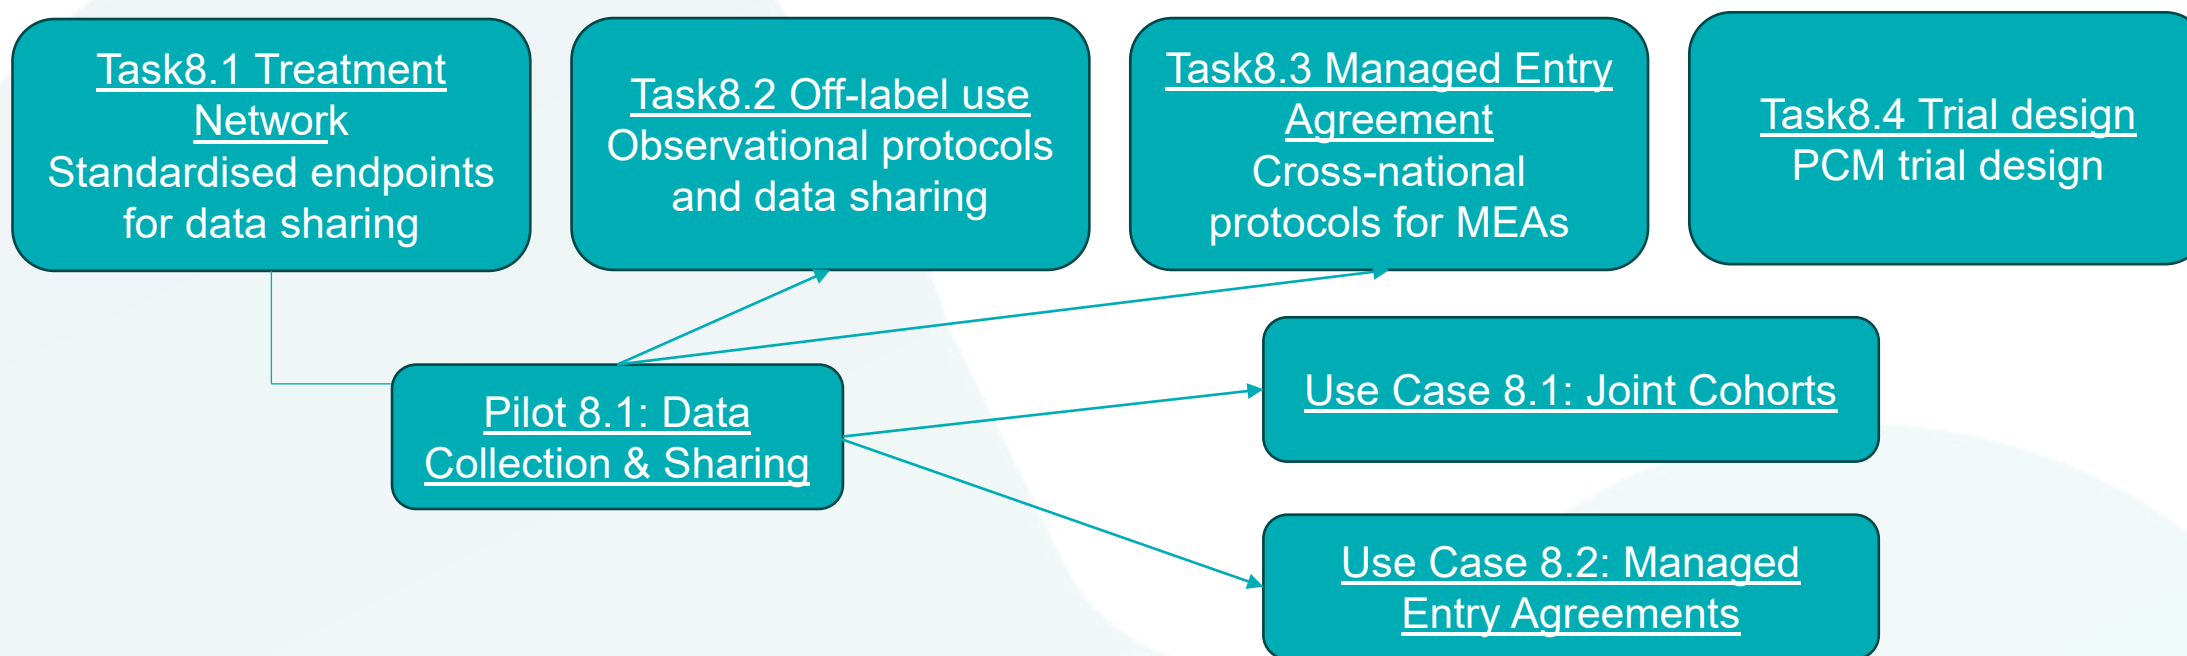 Task8.1 Treatment
Network
Standardised endpoints
for data sharing
Task8.2 Off-label use
Observational protocols
and data sharing
Task8.3 Managed Entry
Agreement
Cross-national
protocols for MEAs
Task8.4 Trial design
PCM trial design
Pilot 8.1: Data
Collection & Sharing
Use Case 8.1: Joint Cohorts
Use Case 8.2: Managed
Entry Agreements